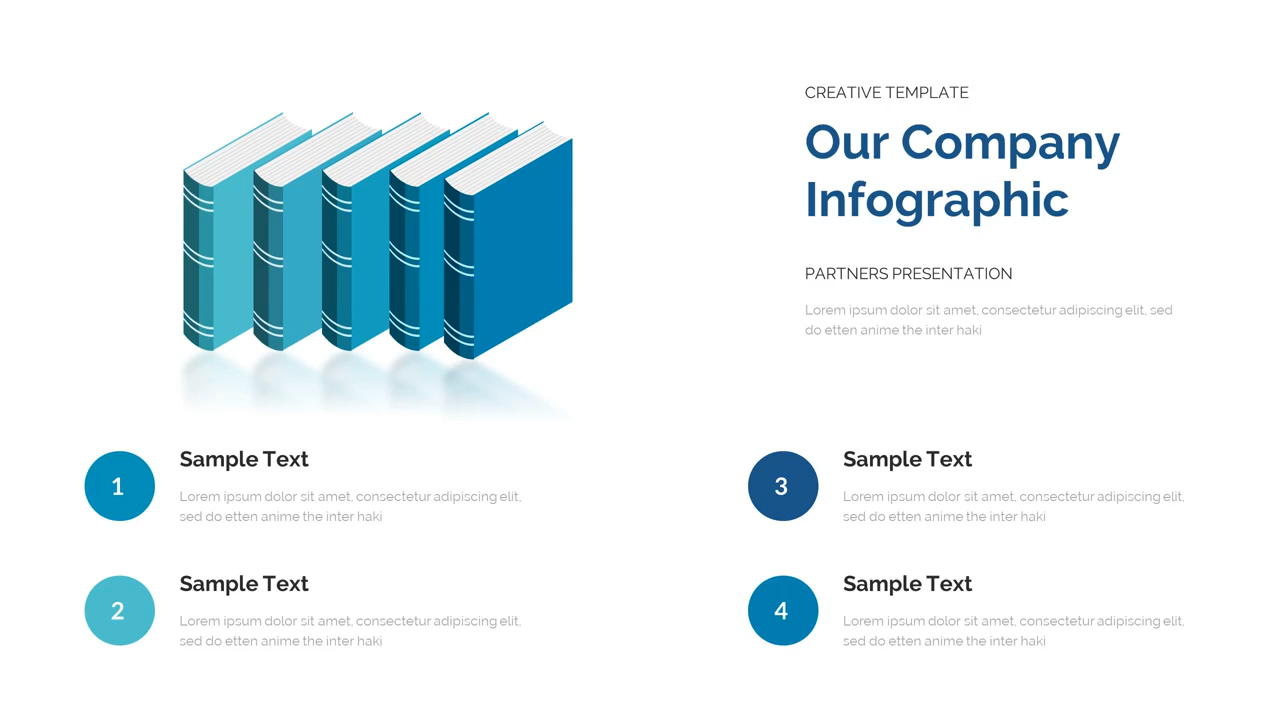 CREATIVE TEMPLATE
Our Company
Infographic
PARTNERS PRESENTATION
Lorem ipsum dolor sit amet, consectetur adipiscing elit, sed
do etten anime the inter haki
1
Sample Text
Lorem ipsum dolor sit amet, consectetur adipiscing elit,
sed do etten anime the inter haki
2
Sample Text
Lorem ipsum dolor sit amet, consectetur adipiscing elit,
sed do etten anime the inter haki
3
Sample Text
Lorem ipsum dolor sit amet, consectetur adipiscing elit,
sed do etten anime the inter haki
4
Sample Text
Lorem ipsum dolor sit amet, consectetur adipiscing elit,
sed do etten anime the inter haki